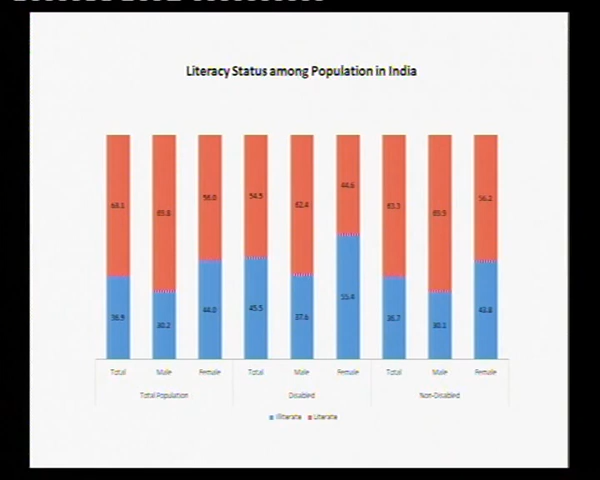 Literacy Status among Population in India
63.1 69.8 56.0 54.5 62.4 44.6 63.3 69.9 56.2
36.9 30.2 44.0 45.5 37.6 55.4 36.7 30.1 43.8
Total Male Female Total Male Female Total Male Female
Total Population Disabled Non-Disabled
Illiterate Literate